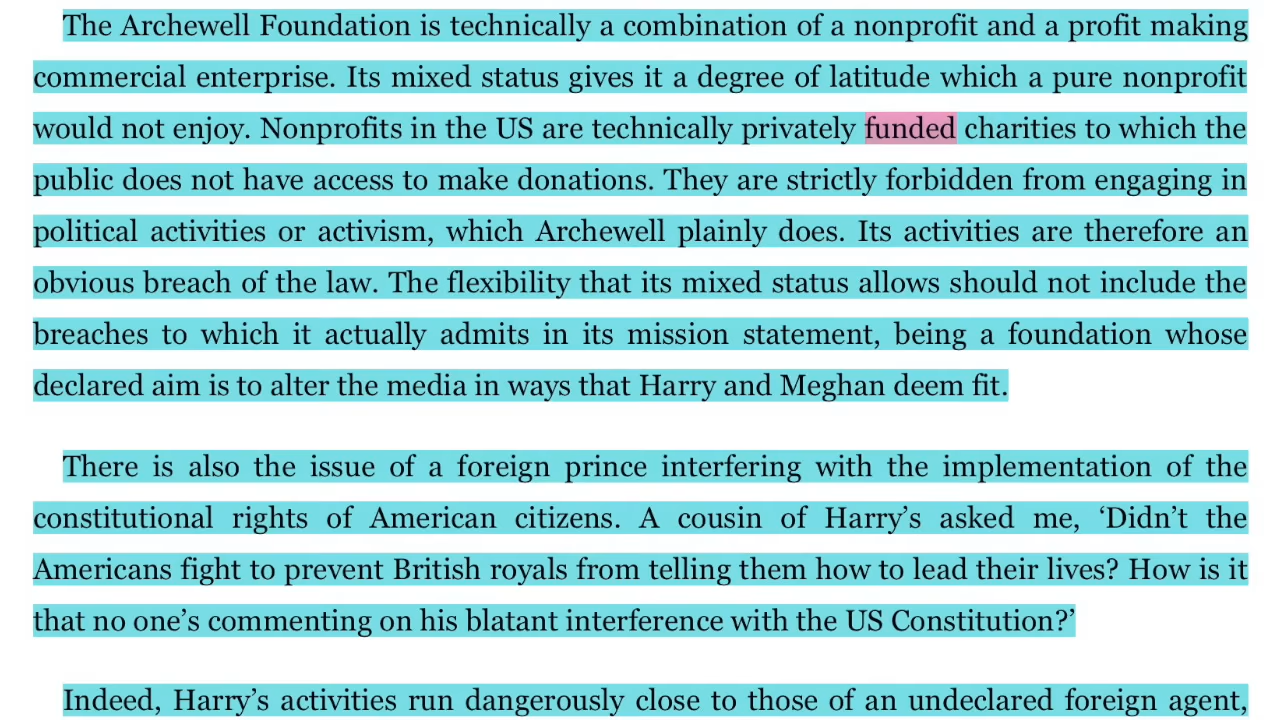 The Archewell Foundation is technically a combination of a nonprofit and a profit making
commercial enterprise. Its mixed status gives it a degree of latitude which a pure nonprofit
would not enjoy. Nonprofits in the US are technically privately funded charities to which the
public does not have access to make donations. They are strictly forbidden from engaging in
political activities or activism, which Archewell plainly does. Its activities are therefore an
obvious breach of the law. The flexibility that its mixed status allows should not include the
breaches to which it actually admits in its mission statement, being a foundation whose
declared aim is to alter the media in ways that Harry and Meghan deem fit.
There is also the issue of a foreign prince interfering with the implementation of the
constitutional rights of American citizens. A cousin of Harry’s asked me, ‘Didn’t the
Americans fight to prevent British royals from telling them how to lead their lives? How is it
that no one’s commenting on his blatant interference with the US Constitution?’
Indeed, Harry’s activities run dangerously close to those of an undeclared foreign agent,